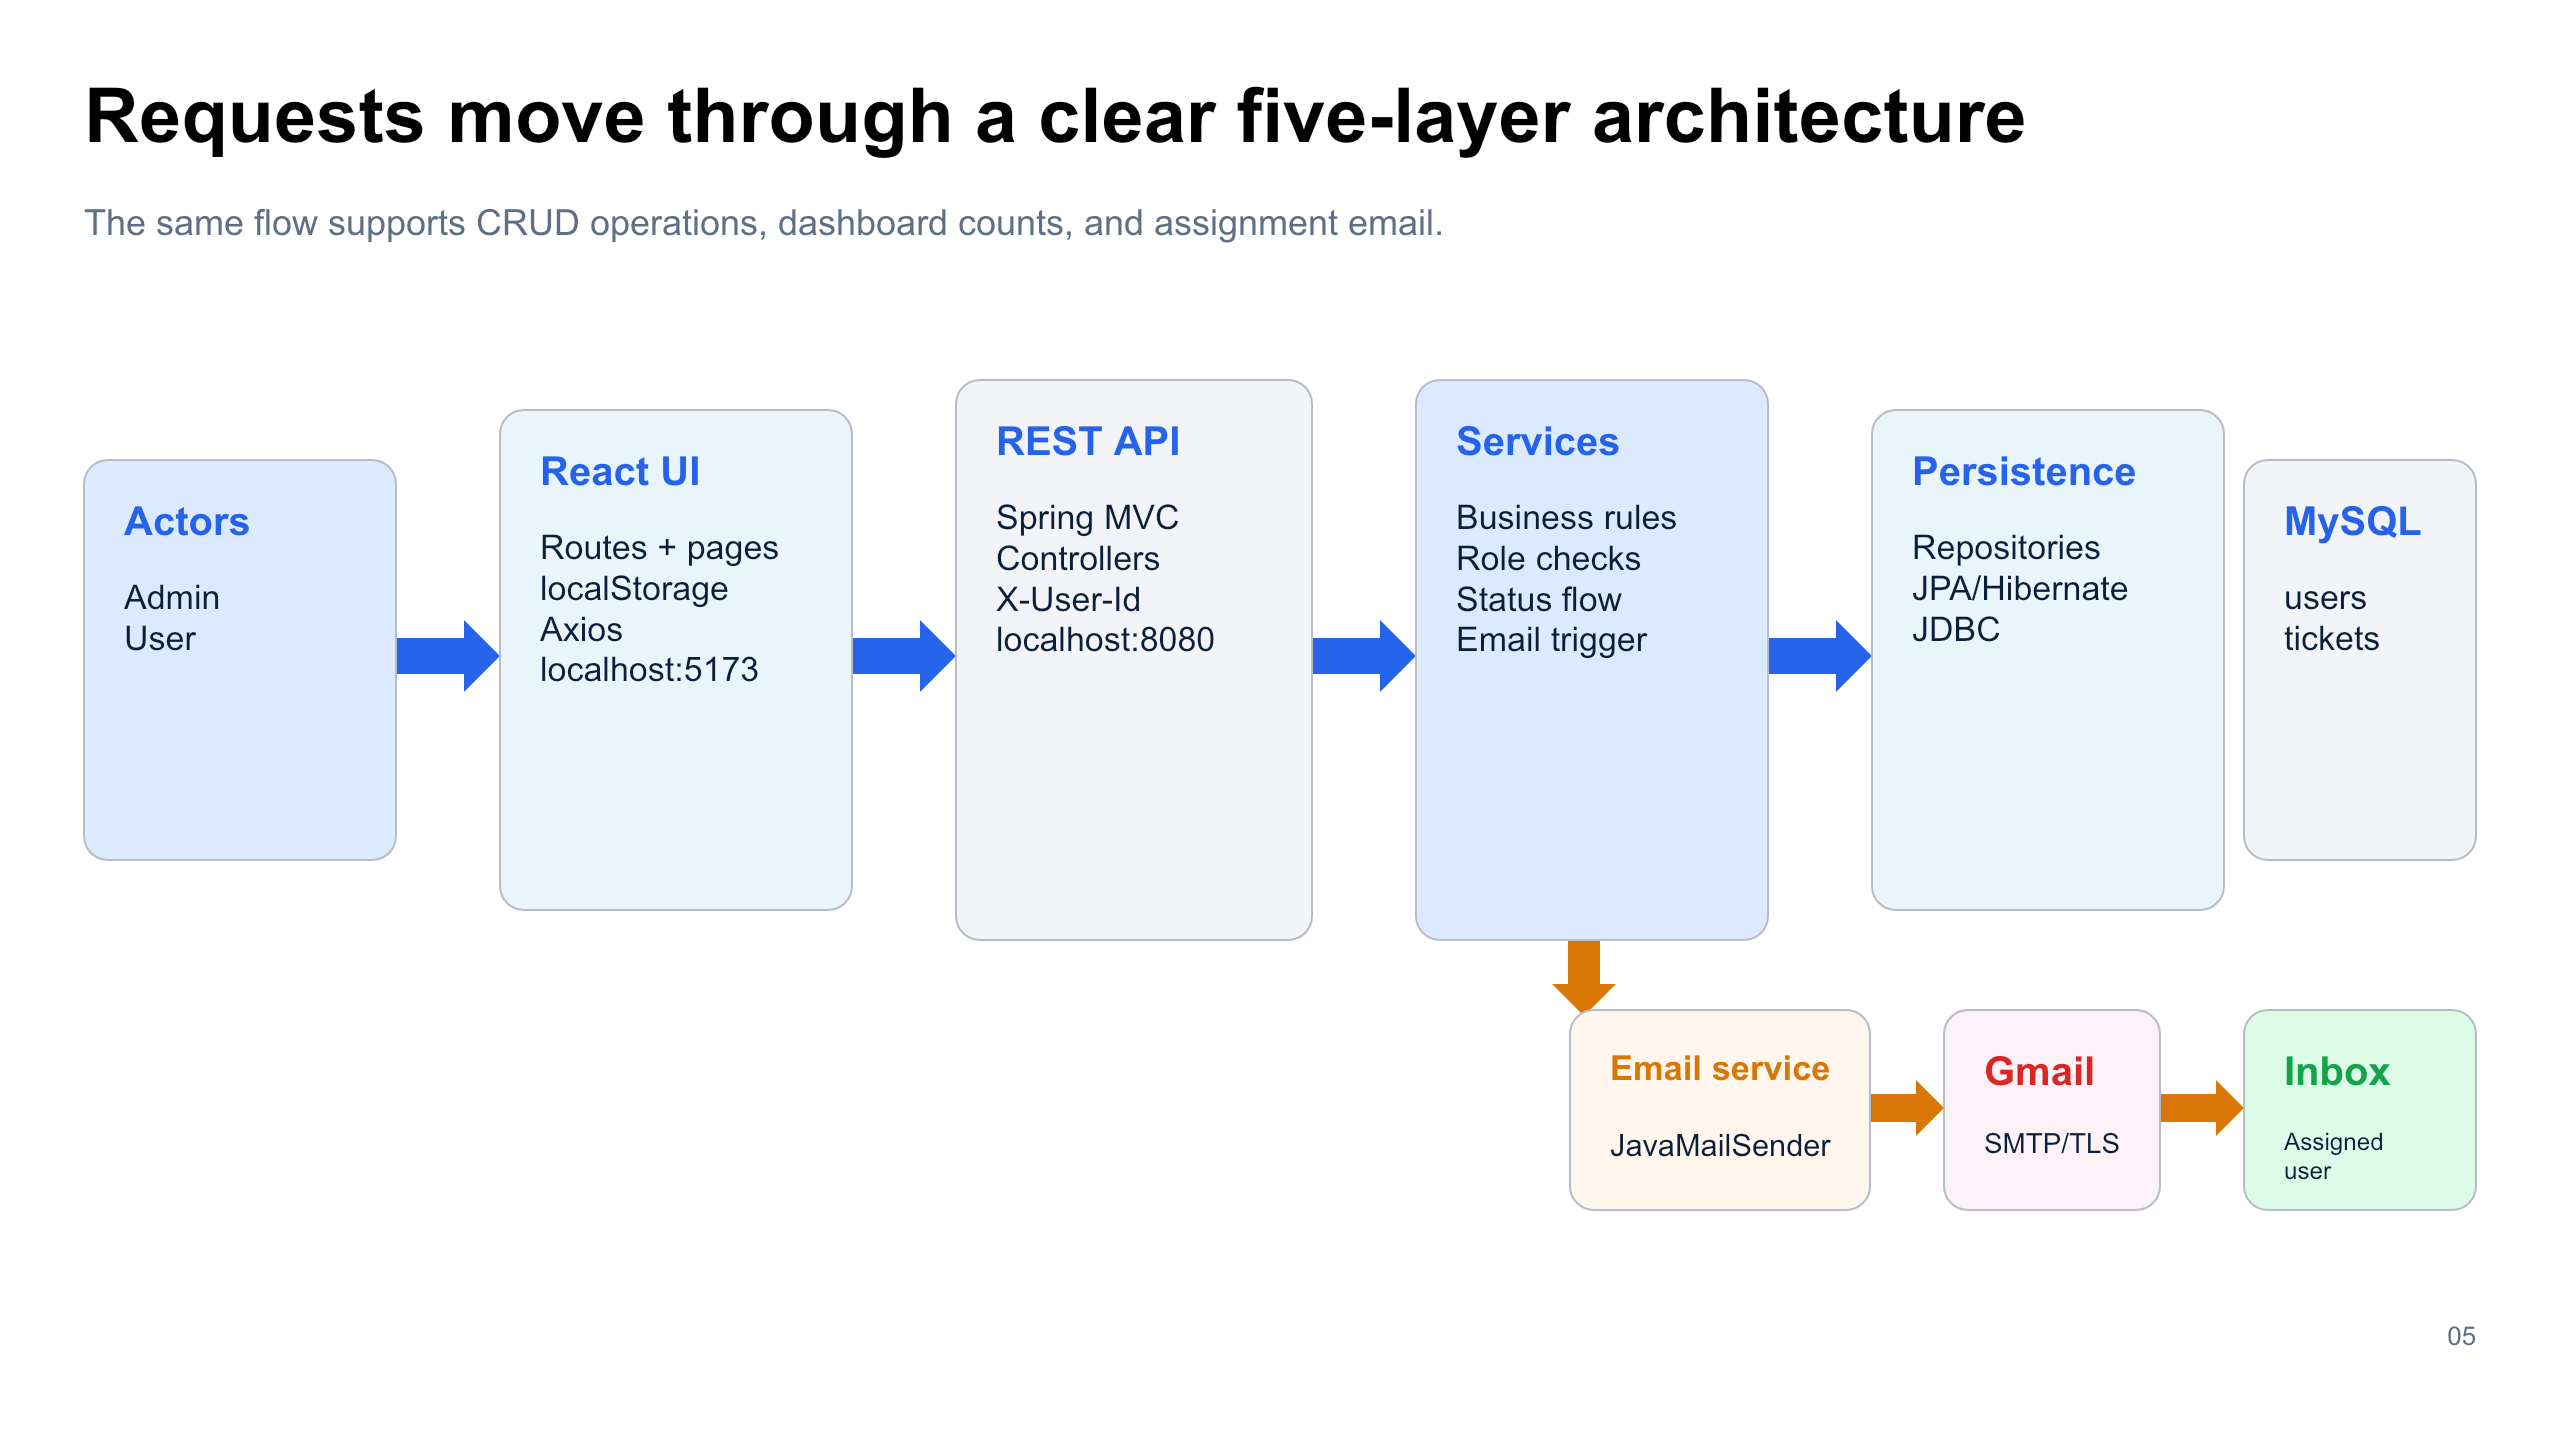 Requests move through a clear five-layer architecture
The same flow supports CRUD operations, dashboard counts, and assignment email.
Actors
Admin
User
React UI
Routes + pages
localStorage
Axios
localhost:5173
REST API
Spring MVC
Controllers
X-User-Id
localhost:8080
Services
Business rules
Role checks
Status flow
Email trigger
Persistence
Repositories
JPA/Hibernate
JDBC
MySQL
users
tickets
Email service
JavaMailSender
Gmail
SMTP/TLS
Inbox
Assigned
user
05